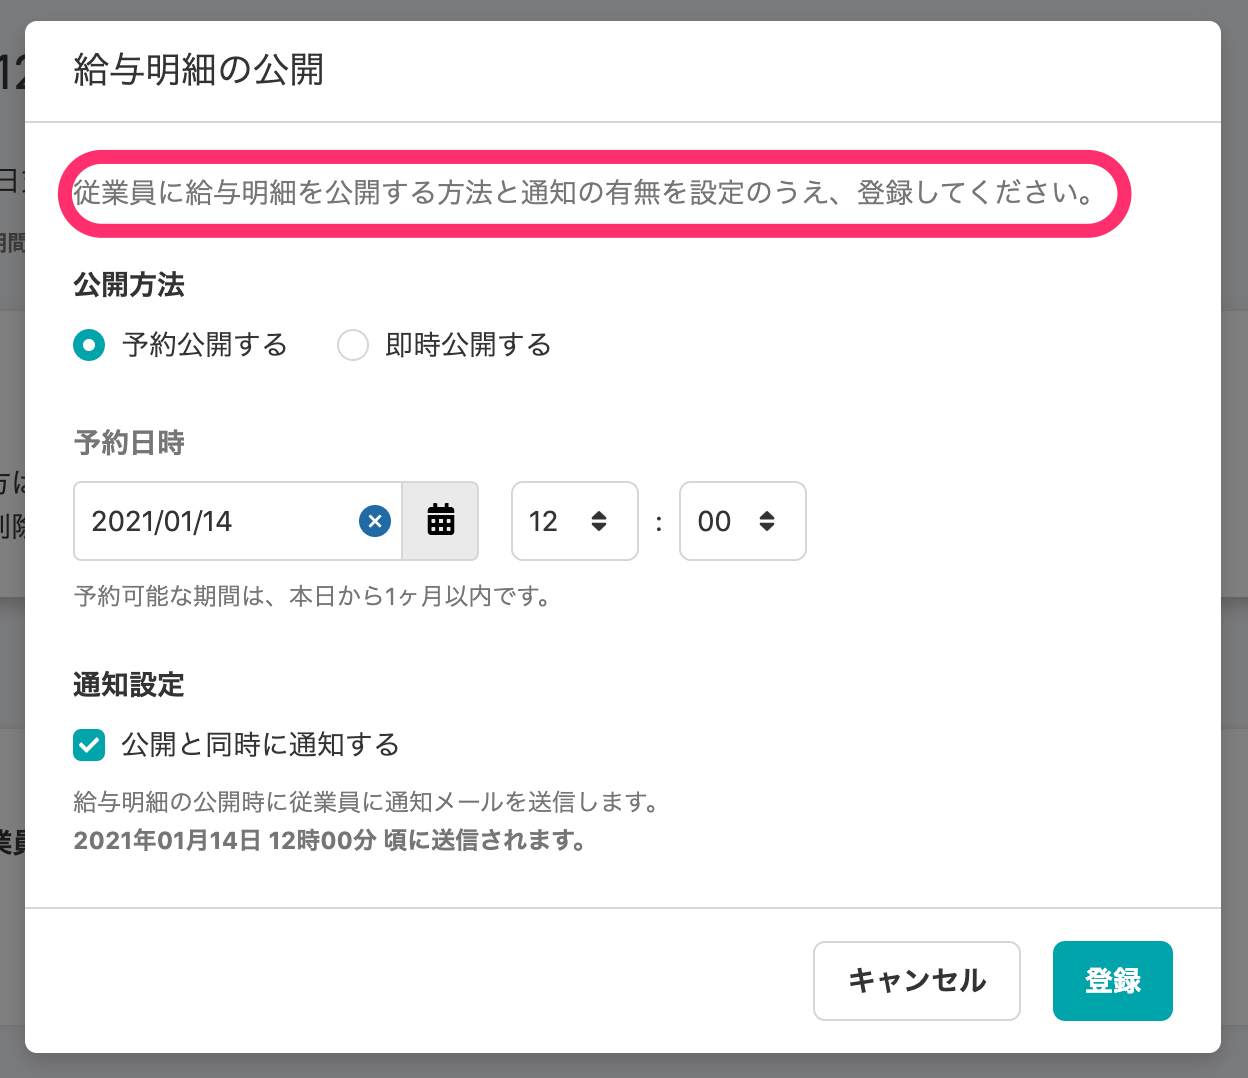 給与明細の公開
従業員に給与明細を公開する方法と通知の有無を設定のうえ、登録してください。
公開方法
予約公開する 即時公開する
予約日時
2021/01/14 12 : 00
予約可能な期間は、本日から1ヶ月以内です。
通知設定
公開と同時に通知する
給与明細の公開時に従業員に通知メールを送信します。
2021年01月14日 12時00分 頃に送信されます。
キャンセル 登録